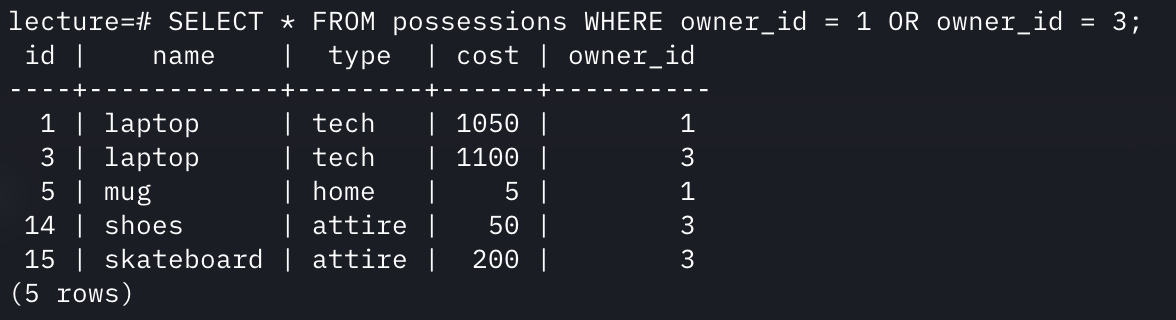 lecture=# SELECT * FROM possessions WHERE owner_id = 1 OR owner_id = 3;
 id |    name    |  type  | cost | owner_id
----+------------+--------+------+----------
  1 | laptop     | tech   | 1050 |        1
  3 | laptop     | tech   | 1100 |        3
  5 | mug        | home   |    5 |        1
 14 | shoes      | attire |   50 |        3
 15 | skateboard | attire |  200 |        3
(5 rows)